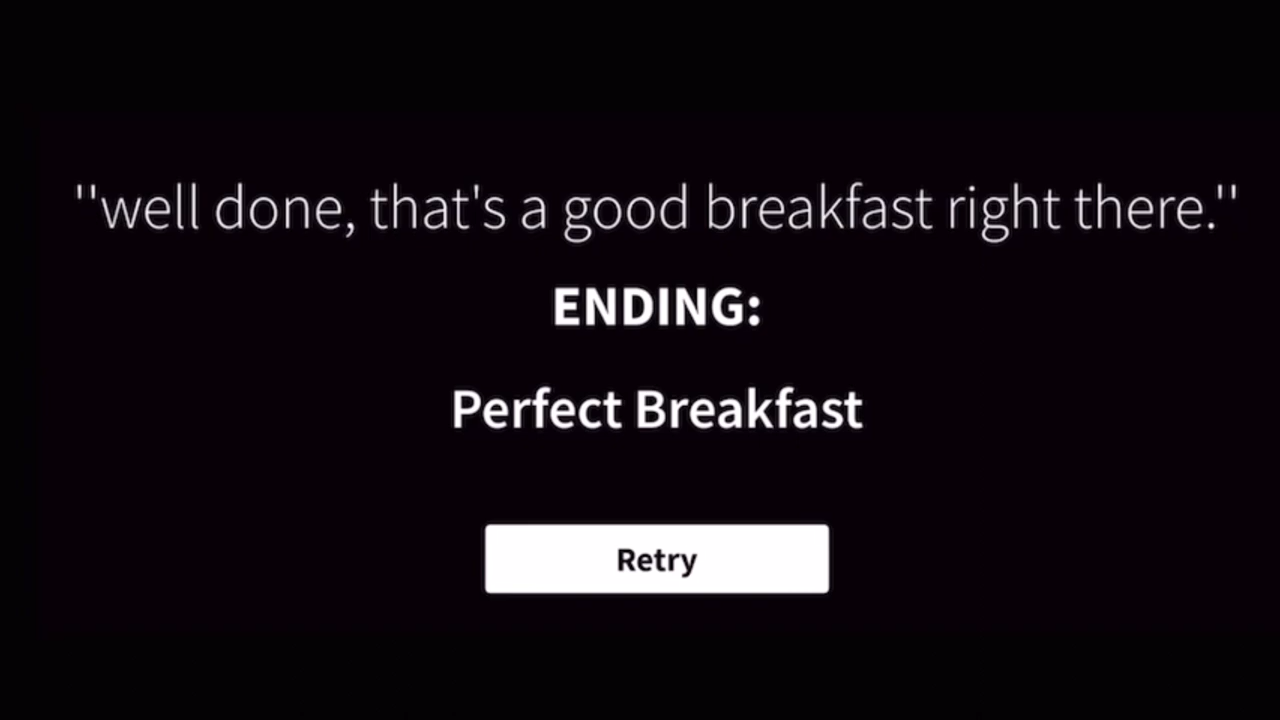 ''well done, that's a good breakfast right there.''
ENDING:
Perfect Breakfast
Retry